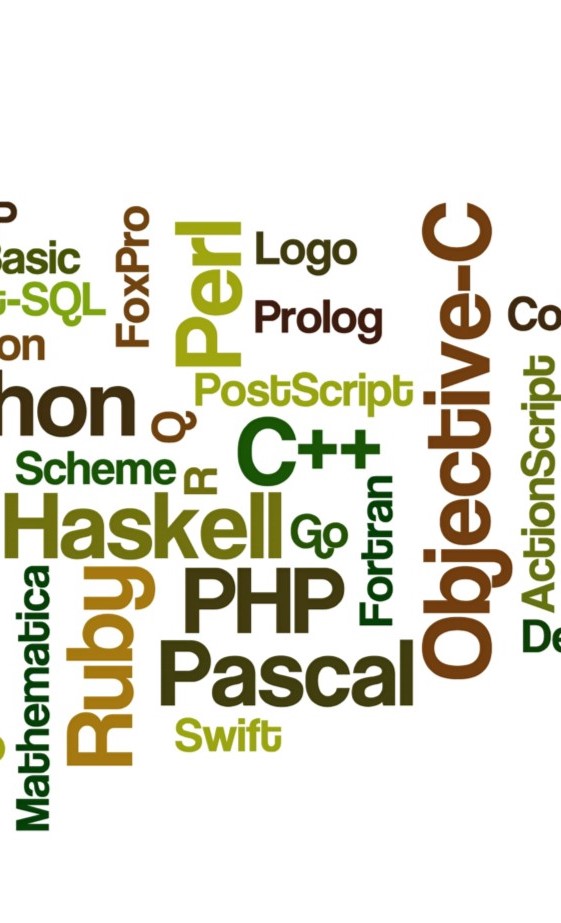 P
Basic
t-SQL
on
hon
FoxPro
Perl
Logo
Prolog
PostScript
Objective-C
Co
ActionScript
Q
C++
Scheme
R
Haskell
Go
Fortran
Mathematica
Ruby
PHP
Pascal
De
Swift